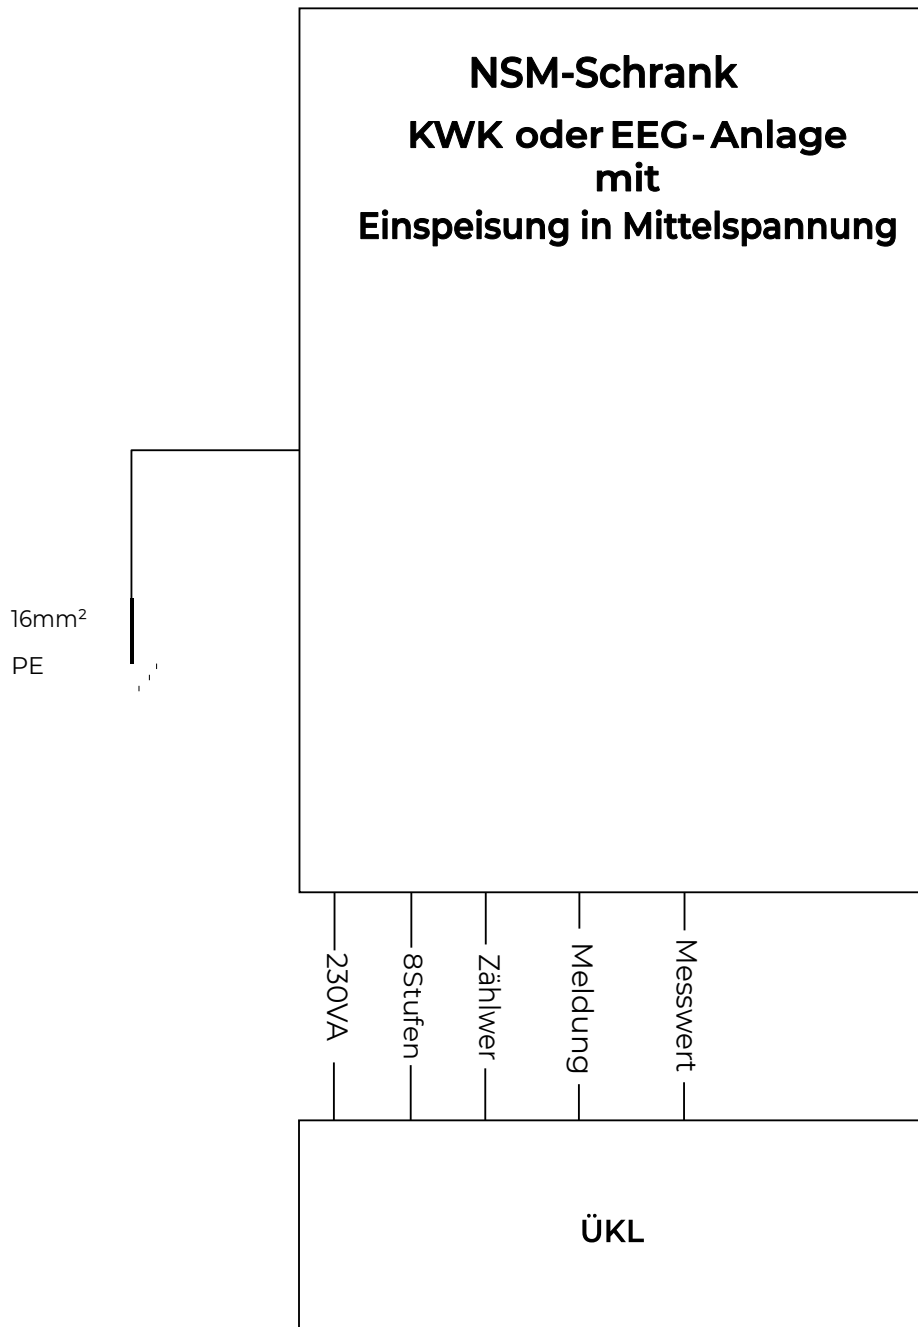 NSM-Schrank
KWK oder EEG-Anlage
mit
Einspeisung in Mittelspannung
16mm²
PE
230VA
8Stufen
Zählwer
Meldung
Messwert
ÜKL